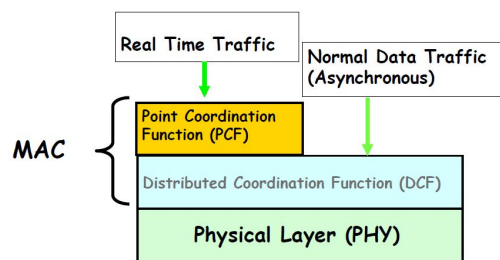 Real Time Traffic
Normal Data Traffic
(Asynchronous)
Point Coordination
Function (PCF)
MAC
Distributed Coordination Function (DCF)
Physical Layer (PHY)